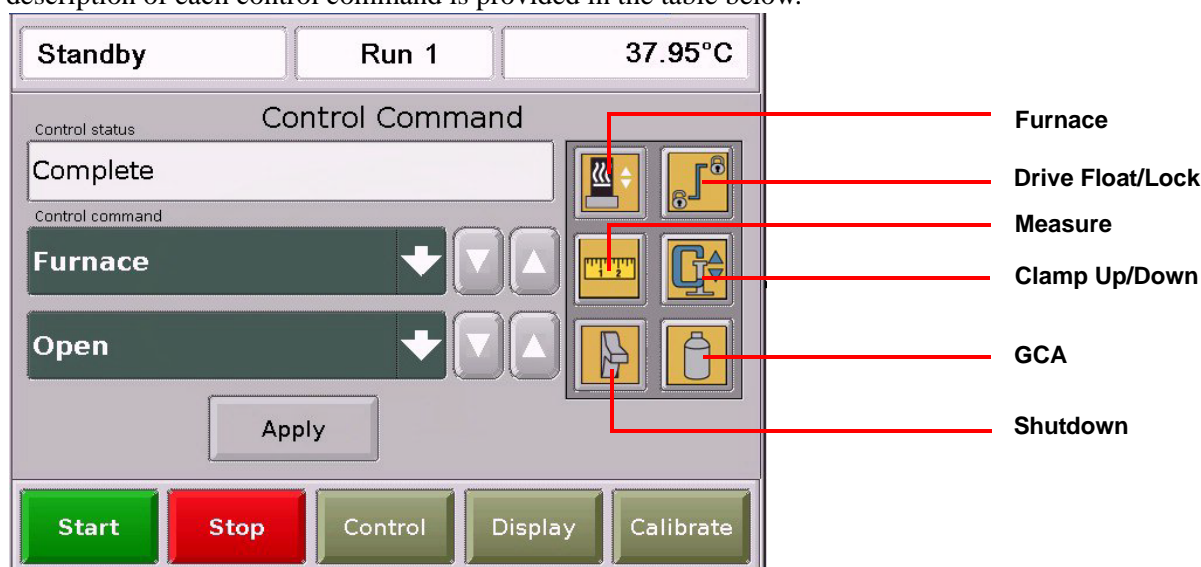 description of each control command is provided in the table below.
Standby
Run 1
37.95°C
Control Command
Control status
Complete
Control command
Furnace
Open
Apply
1 2
Start
Stop
Control
Display
Calibrate
Furnace
Drive Float/Lock
Measure
Clamp Up/Down
GCA
Shutdown